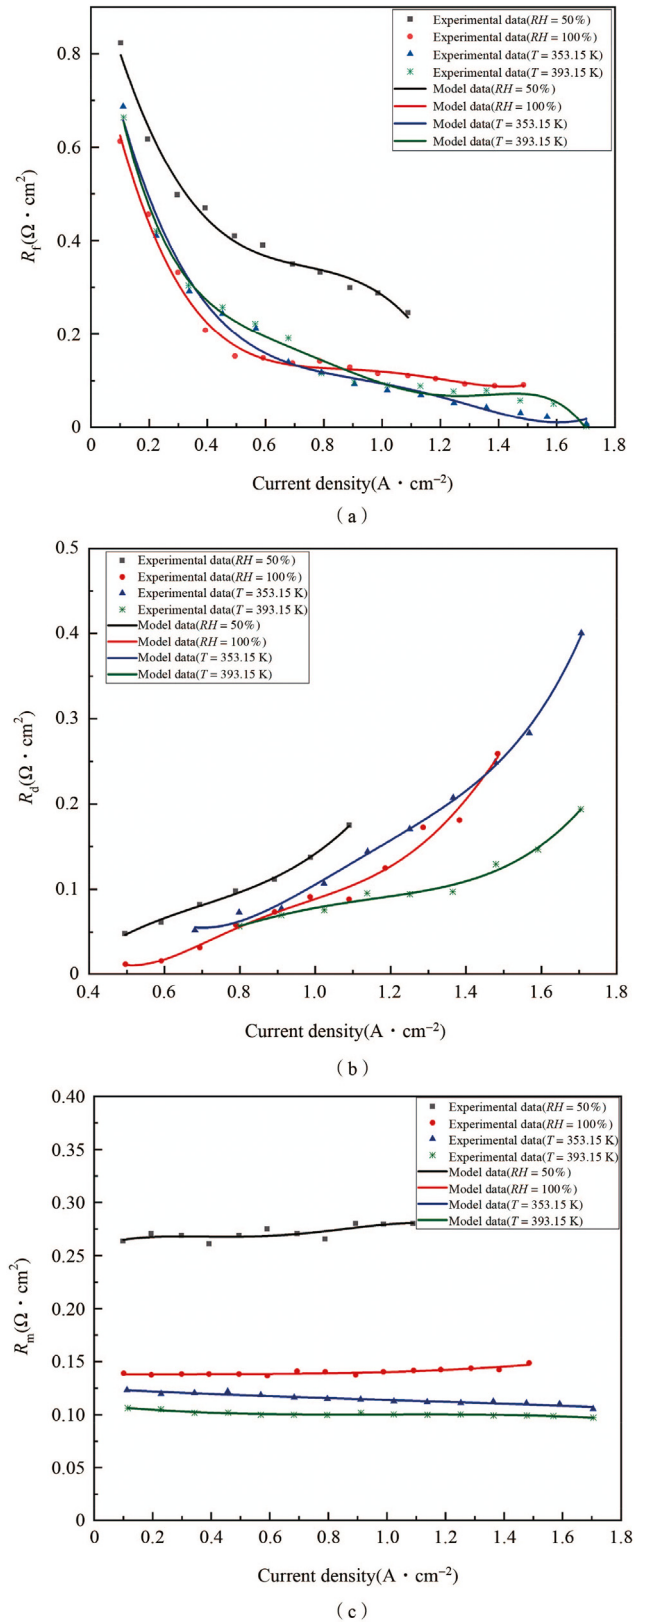 0.8
0.6
0.4
0.2
0
R_f(Ω · cm²)
Experimental data(RH = 50%)
Experimental data(RH = 100%)
Experimental data(T = 353.15 K)
Experimental data(T = 393.15 K)
Model data(RH = 50%)
Model data(RH = 100%)
Model data(T = 353.15 K)
Model data(T = 393.15 K)
0 0.2 0.4 0.6 0.8 1.0 1.2 1.4 1.6 1.8
Current density(A · cm⁻²)
( a )
0.5
0.4
0.3
0.2
0.1
0
R_d(Ω · cm²)
Experimental data(RH = 50%)
Experimental data(RH = 100%)
Experimental data(T = 353.15 K)
Experimental data(T = 393.15 K)
Model data(RH = 50%)
Model data(RH = 100%)
Model data(T = 353.15 K)
Model data(T = 393.15 K)
0.4 0.6 0.8 1.0 1.2 1.4 1.6 1.8
Current density(A · cm⁻²)
( b )
0.40
0.35
0.30
0.25
0.20
0.15
0.10
0.05
0
R_m(Ω · cm²)
Experimental data(RH = 50%)
Experimental data(RH = 100%)
Experimental data(T = 353.15 K)
Experimental data(T = 393.15 K)
Model data(RH = 50%)
Model data(RH = 100%)
Model data(T = 353.15 K)
Model data(T = 393.15 K)
0 0.2 0.4 0.6 0.8 1.0 1.2 1.4 1.6 1.8
Current density(A · cm⁻²)
( c )